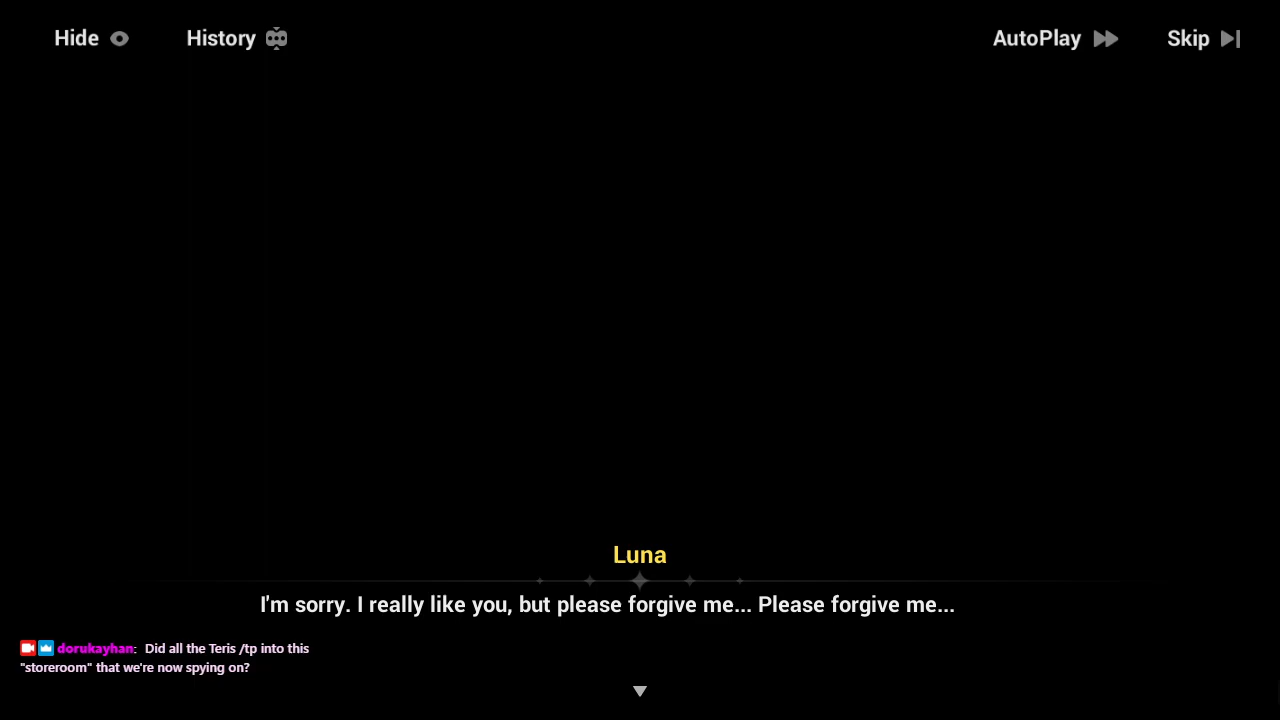 Hide
History
AutoPlay
Skip
Luna
I'm sorry. I really like you, but please forgive me... Please forgive me...
dorukayhan: Did all the Teris /tp into this
"storeroom" that we're now spying on?